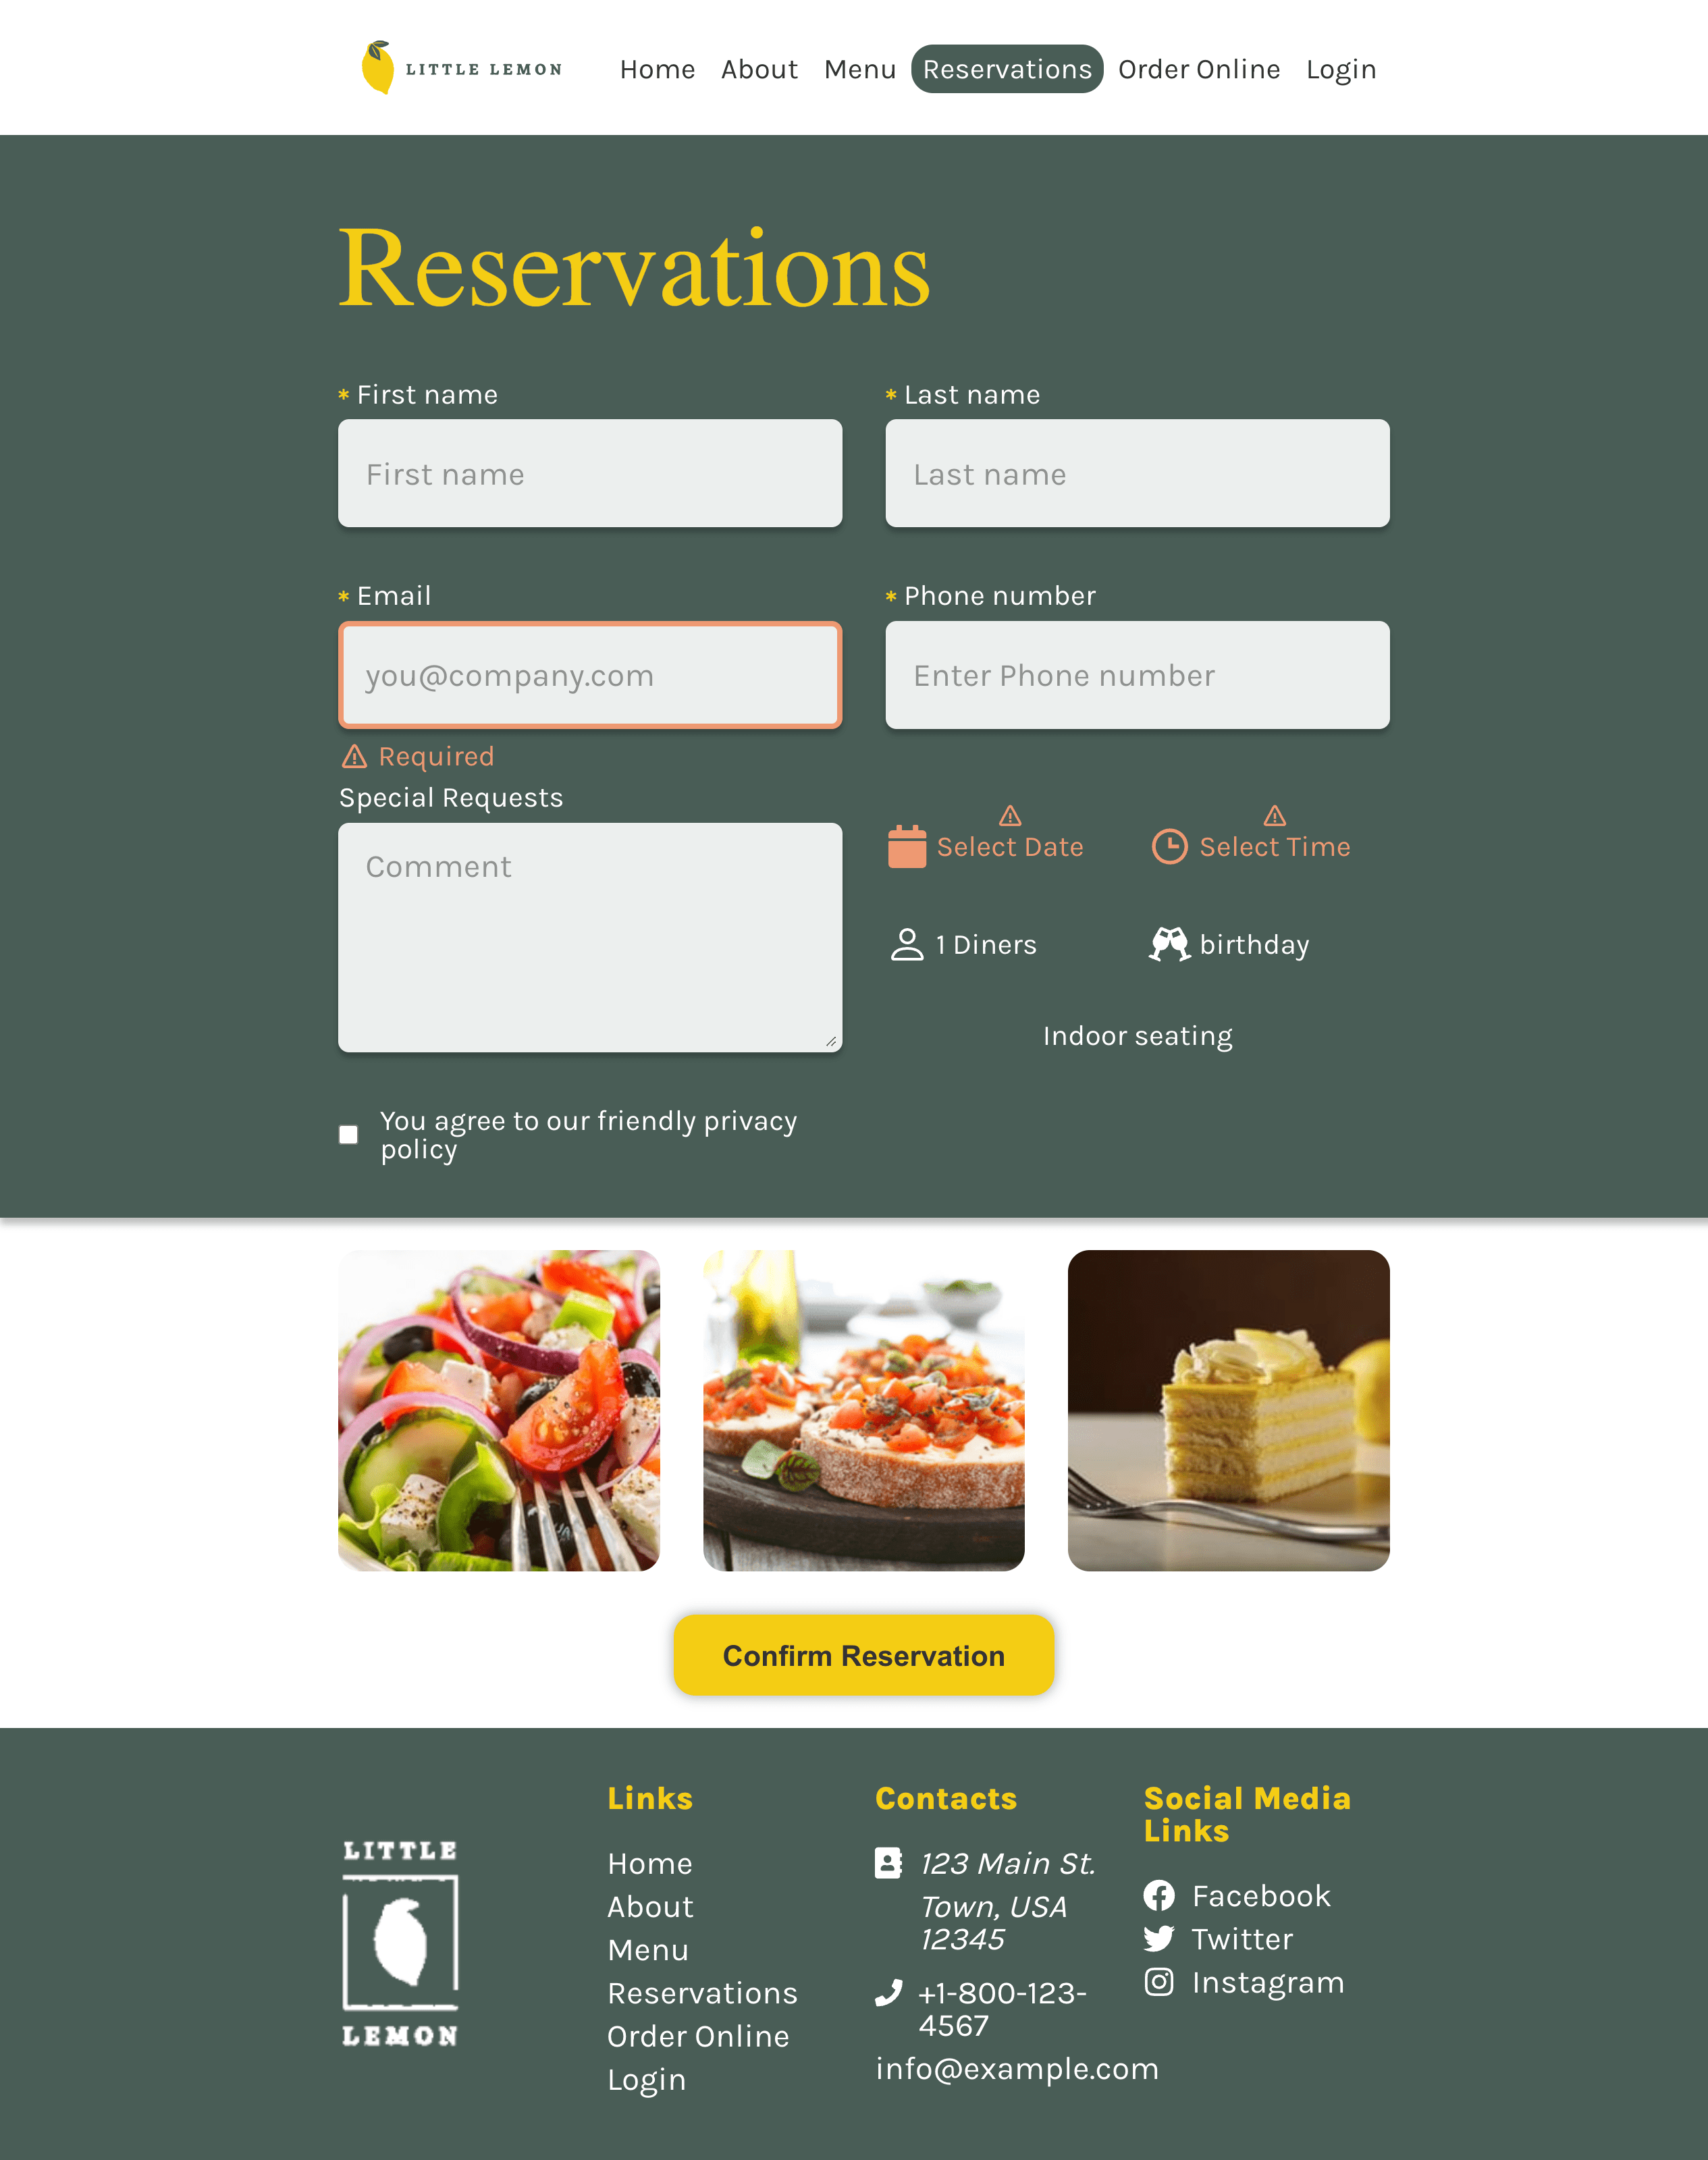 LITTLE LEMON
Home
About
Menu
Reservations
Order Online
Login
Reservations
* First name
First name
* Last name
Last name
* Email
you@company.com
Required
* Phone number
Enter Phone number
Special Requests
Comment
Select Date
Select Time
1 Diners
birthday
Indoor seating
You agree to our friendly privacy
policy
Confirm Reservation
LITTLE
LEMON
Links
Home
About
Menu
Reservations
Order Online
Login
Contacts
123 Main St.
Town, USA
12345
+1-800-123-
4567
info@example.com
Social Media
Links
Facebook
Twitter
Instagram